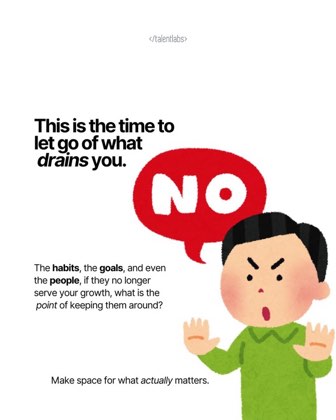 </talentlabs>
This is the time to
let go of what
drains you.
NO
The habits, the goals, and even
the people, if they no longer
serve your growth, what is the
point of keeping them around?
Make space for what actually matters.